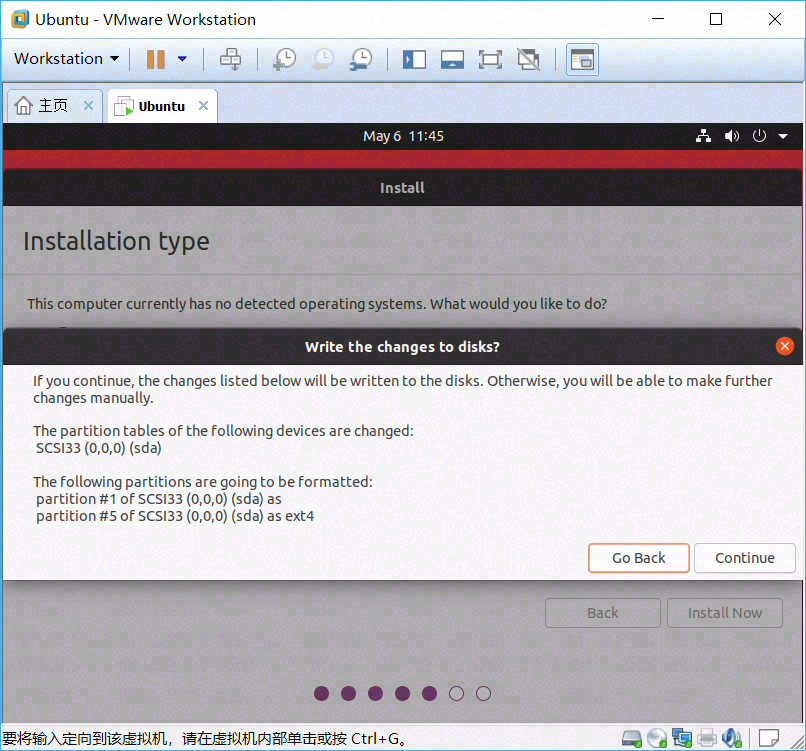 Ubuntu - VMware Workstation
Workstation
主页
Ubuntu
May 6 11:45
Install
Installation type
This computer currently has no detected operating systems. What would you like to do?
Write the changes to disks?
If you continue, the changes listed below will be written to the disks. Otherwise, you will be able to make further
changes manually.
The partition tables of the following devices are changed:
SCSI33 (0,0,0) (sda)
The following partitions are going to be formatted:
partition #1 of SCSI33 (0,0,0) (sda) as
partition #5 of SCSI33 (0,0,0) (sda) as ext4
Go Back
Continue
Back
Install Now
要将输入定向到该虚拟机，请在虚拟机内部单击或按 Ctrl+G。